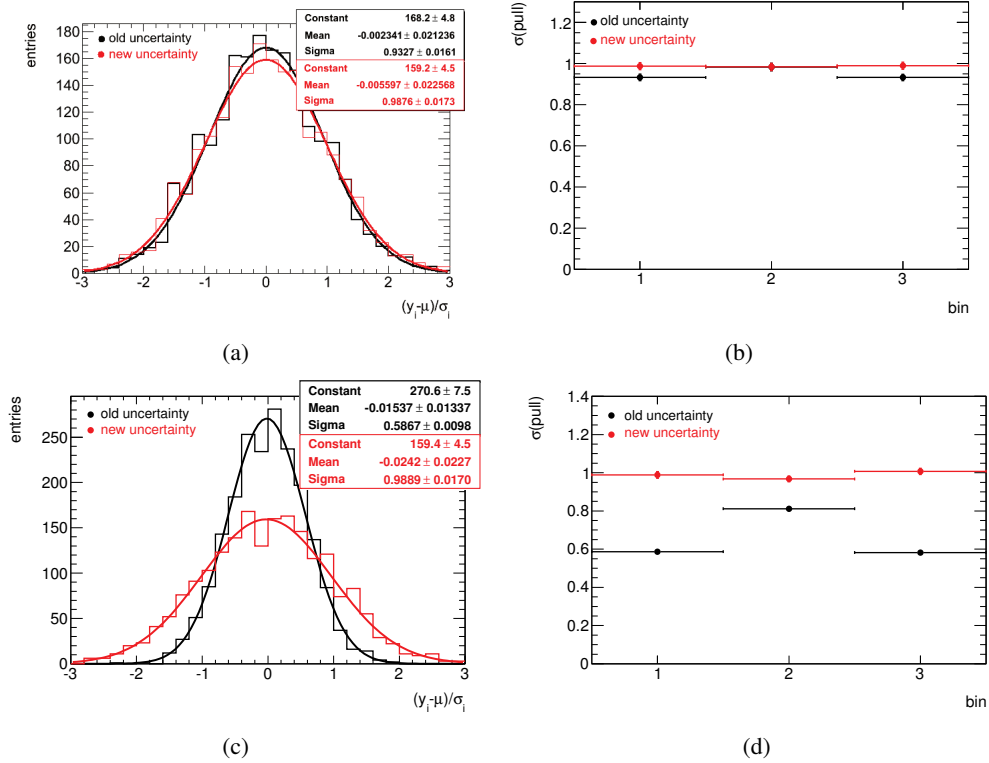 Constant 168.2 ± 4.8
Mean -0.002341 ± 0.021236
Sigma 0.9327 ± 0.0161
Constant 159.2 ± 4.5
Mean -0.005597 ± 0.022568
Sigma 0.9876 ± 0.0173
old uncertainty
new uncertainty
entries
180
160
140
120
100
80
60
40
20
0
-3 -2 -1 0 1 2 3
(y_i-μ)/σ_i
(a)
σ(pull)
old uncertainty
new uncertainty
1.2
1
0.8
0.6
0.4
0.2
0
1 2 3
bin
(b)
Constant 270.6 ± 7.5
Mean -0.01537 ± 0.01337
Sigma 0.5867 ± 0.0098
Constant 159.4 ± 4.5
Mean -0.0242 ± 0.0227
Sigma 0.9889 ± 0.0170
old uncertainty
new uncertainty
entries
250
200
150
100
50
0
-3 -2 -1 0 1 2 3
(y_i-μ)/σ_i
(c)
σ(pull)
old uncertainty
new uncertainty
1.4
1.2
1
0.8
0.6
0.4
0.2
0
1 2 3
bin
(d)